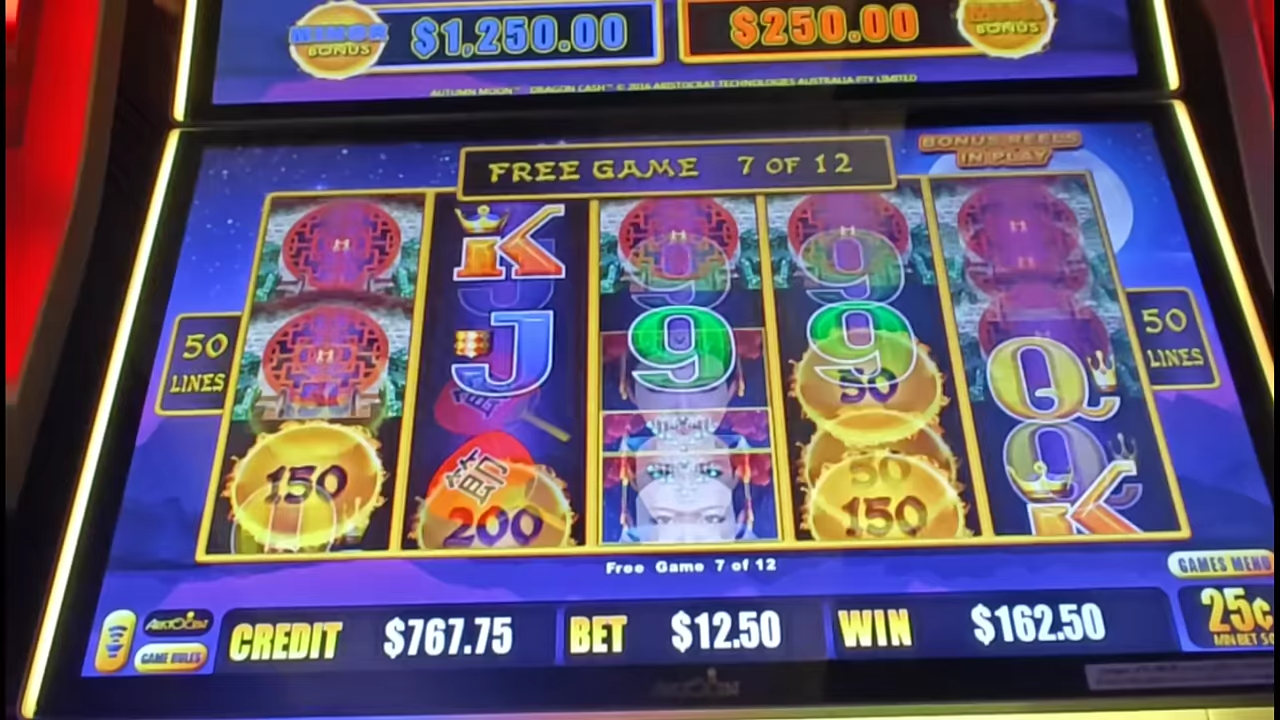 MINOR
BONUS
$1,250.00
$250.00
BONUS
AUTUMN MOON™ DRAGON CASH™ © 2016 ARISTOCRAT TECHNOLOGIES AUSTRALIA PTY LIMITED
FREE GAME 7 OF 12
BONUS REELS
IN PLAY
50
LINES
K
J
9
9
50
Q
50
LINES
150
200
50
150
K
Free Game 7 of 12
GAMES MENU
GAME RULES
CREDIT $767.75
BET $12.50
WIN $162.50
25¢
MIN BET 50